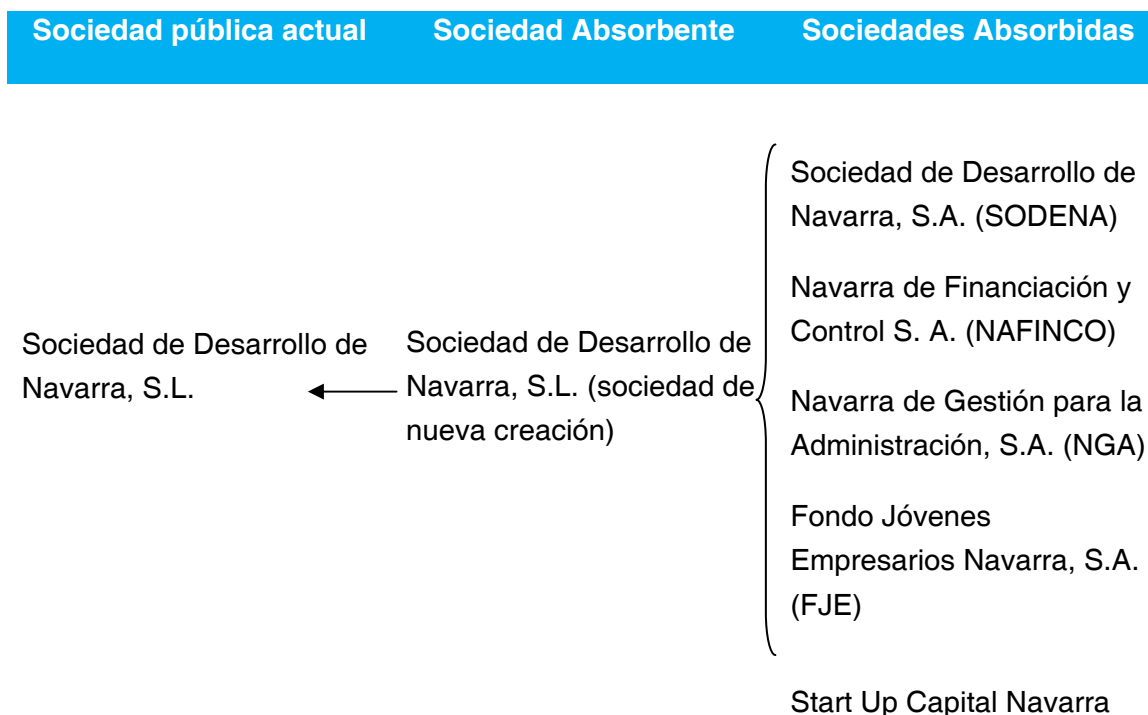 Sociedad pública actual
Sociedad Absorbente
Sociedades Absorbidas
Sociedad de Desarrollo de
Navarra, S.L.
Sociedad de Desarrollo de
Navarra, S.L. (sociedad de
nueva creación)
Sociedad de Desarrollo de
Navarra, S.A. (SODENA)
Navarra de Financiación y
Control S. A. (NAFINCO)
Navarra de Gestión para la
Administración, S.A. (NGA)
Fondo Jóvenes
Empresarios Navarra, S.A.
(FJE)
Start Up Capital Navarra